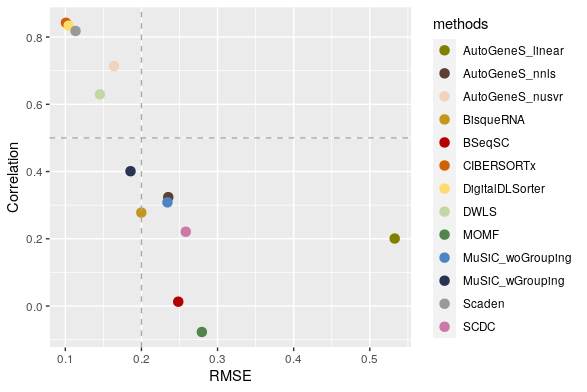 methods
AutoGeneS_linear
AutoGeneS_nnls
AutoGeneS_nusvr
BisqueRNA
BSeqSC
CIBERSORTx
DigitalDLSorter
DWLS
MOMF
MuSiC_woGrouping
MuSiC_wGrouping
Scaden
SCDC
Correlation
0.8
0.6
0.4
0.2
0.0
0.1
0.2
0.3
0.4
0.5
RMSE